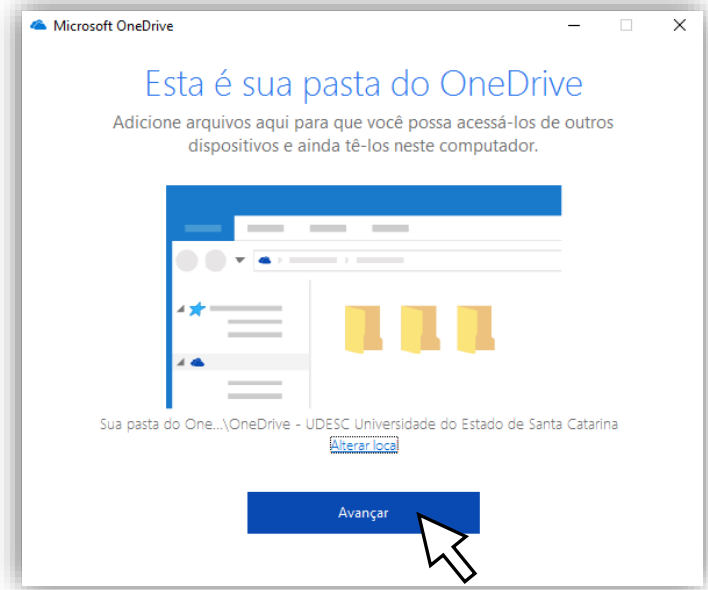 Microsoft OneDrive
Esta é sua pasta do OneDrive
Adicione arquivos aqui para que você possa acessá-los de outros
dispositivos e ainda tê-los neste computador.
Sua pasta do One...\OneDrive - UDESC Universidade do Estado de Santa Catarina
Alterar local
Avançar